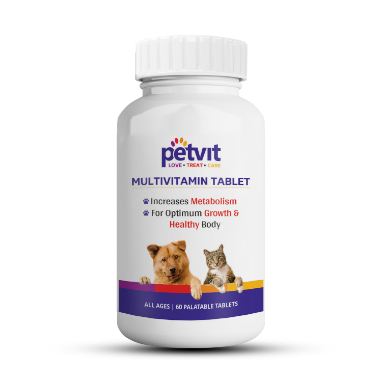 petvit
LOVE • TREAT • CARE
MULTIVITAMIN TABLET
Increases Metabolism
For Optimum Growth &
Healthy Body
ALL AGES | 60 PALATABLE TABLETS